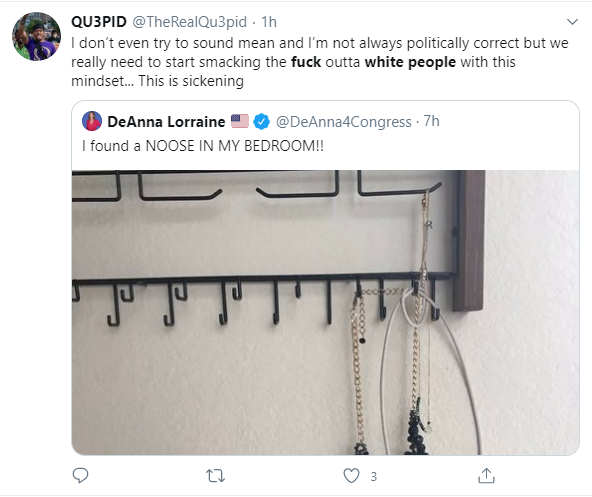 QU3PID @TheRealQu3pid · 1h
I don't even try to sound mean and I'm not always politically correct but we
really need to start smacking the fuck outta white people with this
mindset... This is sickening
DeAnna Lorraine @DeAnna4Congress · 7h
I found a NOOSE IN MY BEDROOM!!
3